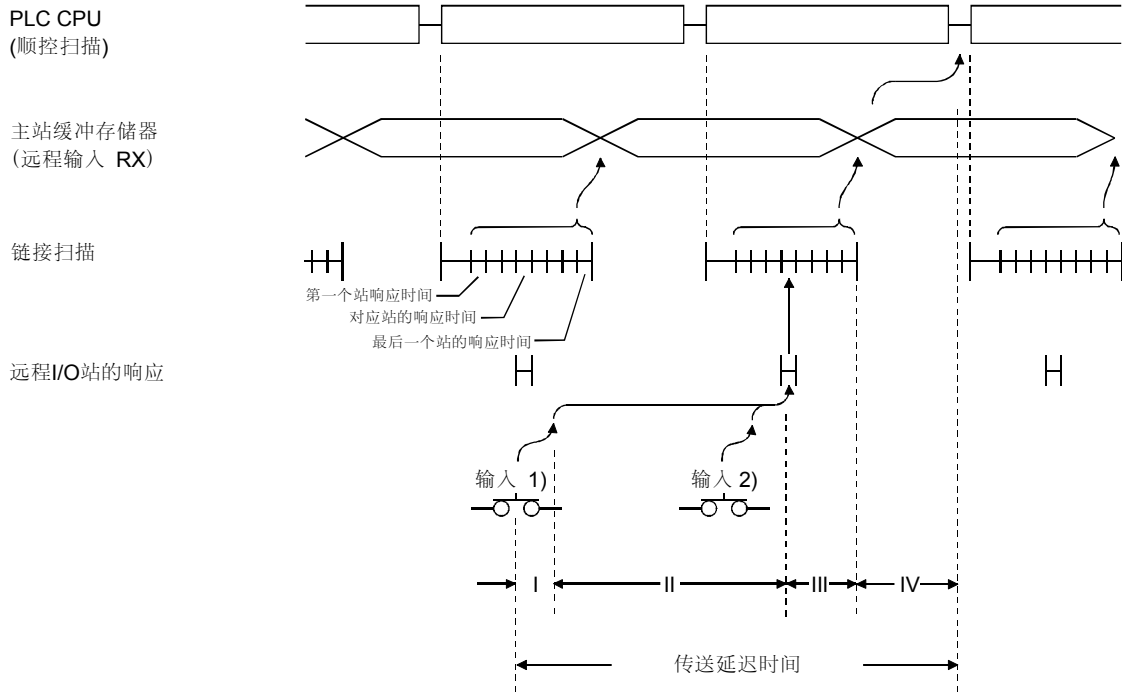 PLC CPU
(顺控扫描)
主站缓冲存储器
（远程输入 RX）
链接扫描
第一个站响应时间
对应站的响应时间
最后一个站的响应时间
远程I/O站的响应
输入 1)
输入 2)
I
II
III
IV
传送延迟时间